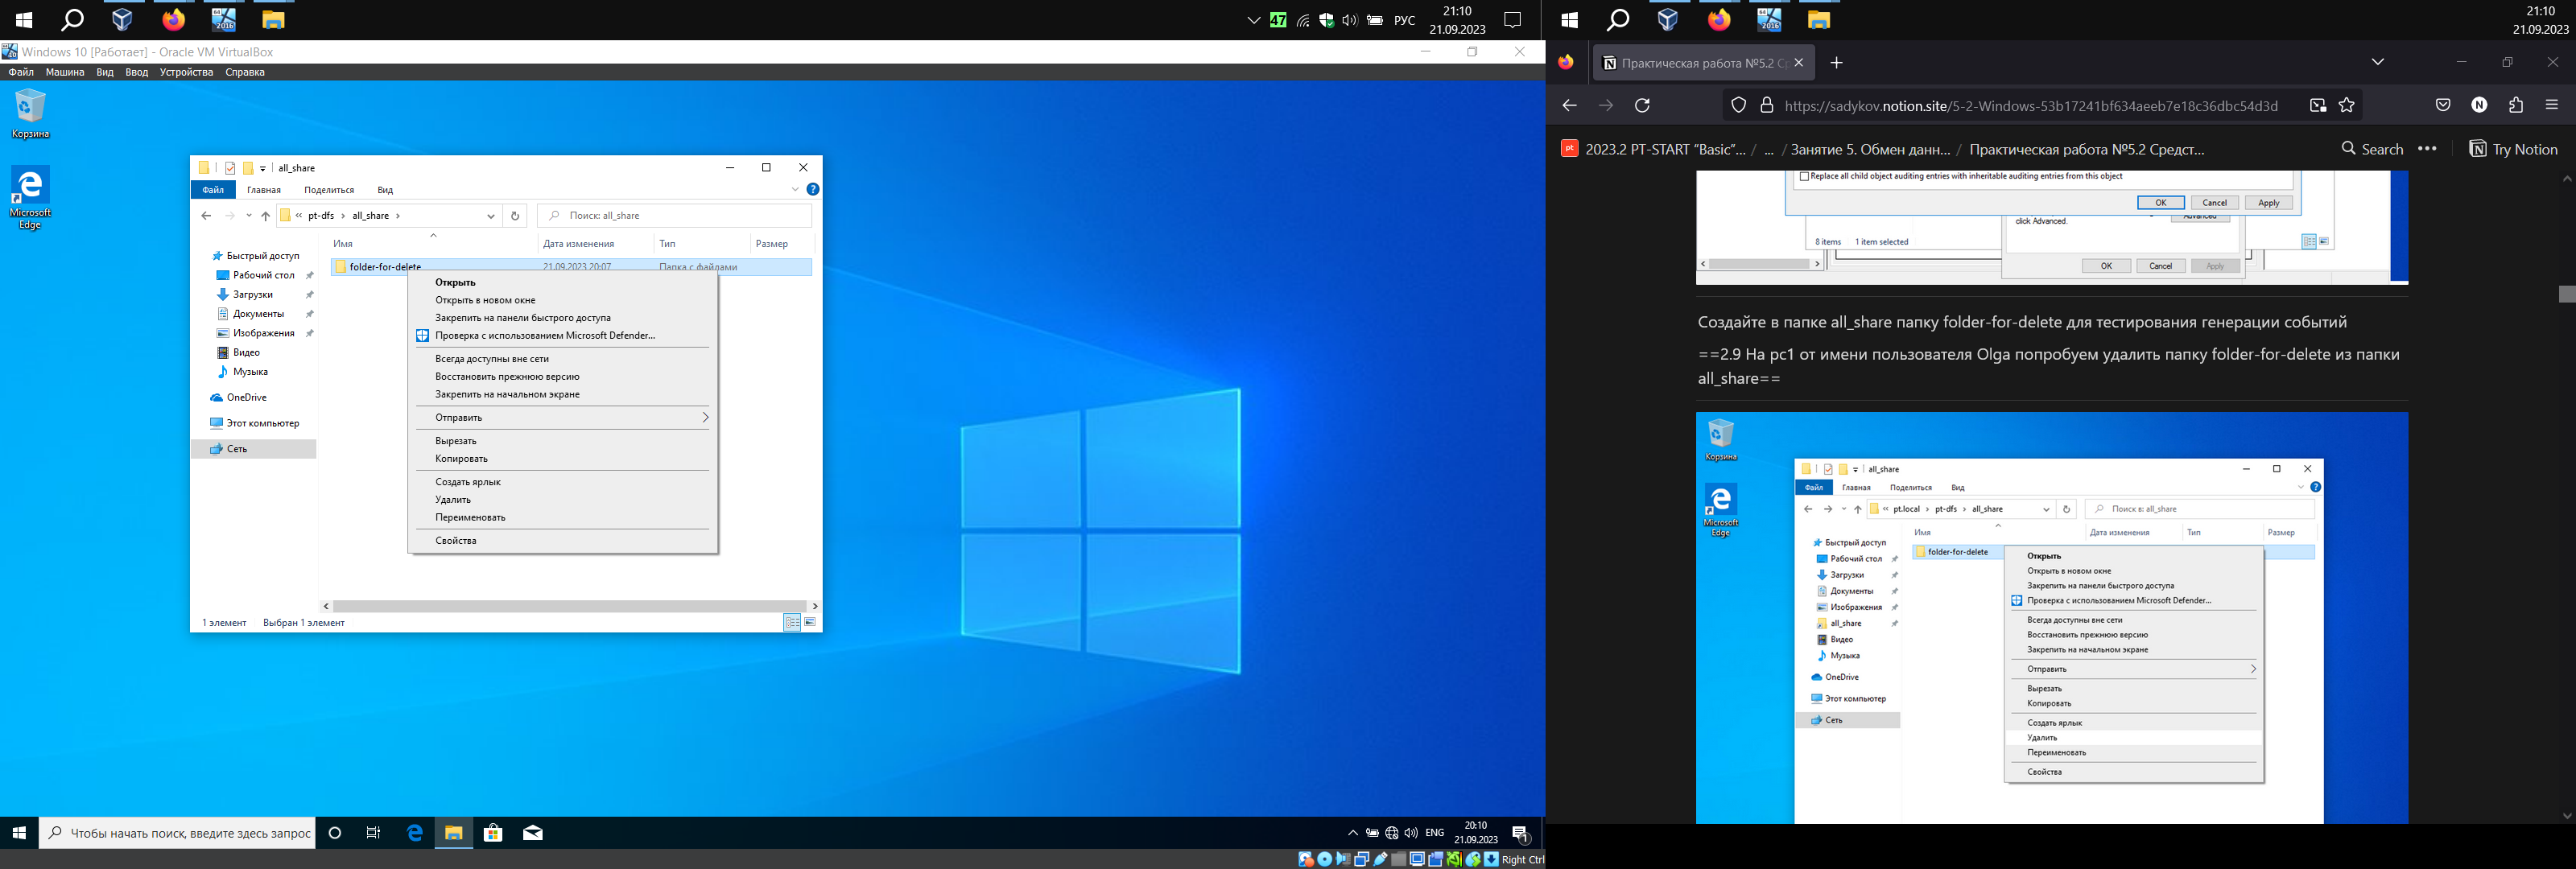 47
РУС
21:10
21.09.2023
Windows 10 [Работает] - Oracle VM VirtualBox
Файл Машина Вид Ввод Устройства Справка
Корзина
Microsoft
Edge
all_share
Файл Главная Поделиться Вид
pt-dfs all_share
Поиск: all_share
Имя Дата изменения Тип Размер
Быстрый доступ
Рабочий стол
Загрузки
Документы
Изображения
Видео
Музыка
OneDrive
Этот компьютер
Сеть
folder-for-delete 21.09.2023 20:07 Папка с файлами
Открыть
Открыть в новом окне
Закрепить на панели быстрого доступа
Проверка с использованием Microsoft Defender...
Всегда доступны вне сети
Восстановить прежнюю версию
Закрепить на начальном экране
Отправить
Вырезать
Копировать
Создать ярлык
Удалить
Переименовать
Свойства
1 элемент Выбран 1 элемент
Чтобы начать поиск, введите здесь запрос
ENG
20:10
21.09.2023
1
Right Ctrl
2016
21:10
21.09.2023
Практическая работа №5.2 Ср
https://sadykov.notion.site/5-2-Windows-53b17241bf634aeeb7e18c36dbc54d3d
pt 2023.2 PT-START “Basic”... / ... / Занятие 5. Обмен данн... / Практическая работа №5.2 Средст...
Search
Try Notion
Replace all child object auditing entries with inheritable auditing entries from this object
OK Cancel Apply
click Advanced.
Advanced
8 items 1 item selected
OK Cancel Apply
Создайте в папке all_share папку folder-for-delete для тестирования генерации событий
==2.9 На pc1 от имени пользователя Olga попробуем удалить папку folder-for-delete из папки
all_share==
Корзина
Microsoft
Edge
all_share
Файл Главная Поделиться Вид
pt.local pt-dfs all_share
Поиск в: all_share
Имя Дата изменения Тип Размер
Быстрый доступ
Рабочий стол
Загрузки
Документы
Изображения
all_share
Видео
Музыка
OneDrive
Этот компьютер
Сеть
folder-for-delete
Открыть
Открыть в новом окне
Закрепить на панели быстрого доступа
Проверка с использованием Microsoft Defender...
Всегда доступны вне сети
Восстановить прежнюю версию
Закрепить на начальном экране
Отправить
Вырезать
Копировать
Создать ярлык
Удалить
Переименовать
Свойства